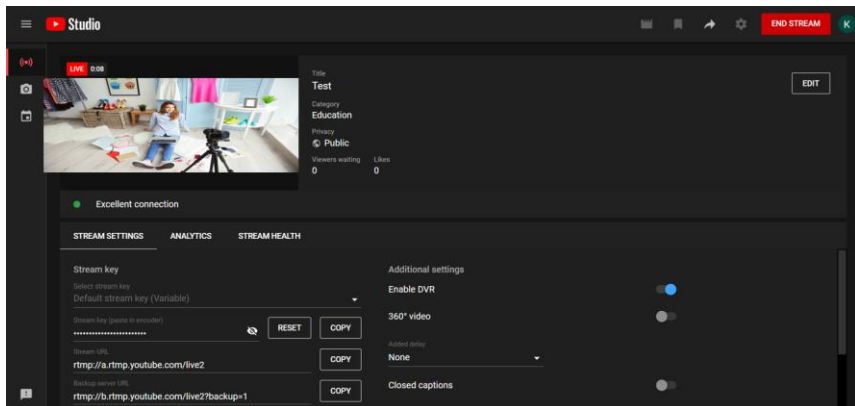 Studio
END STREAM
K
LIVE 0:08
Title
Test
Category
Education
Privacy
Public
Viewers waiting Likes
0 0
EDIT
Excellent connection
STREAM SETTINGS ANALYTICS STREAM HEALTH
Stream key
Select stream key
Default stream key (Variable)
Stream key (paste in encoder)
························
RESET COPY
Stream URL
rtmp://a.rtmp.youtube.com/live2
COPY
Backup server URL
rtmp://b.rtmp.youtube.com/live2?backup=1
COPY
Additional settings
Enable DVR
360° video
Added delay
None
Closed captions